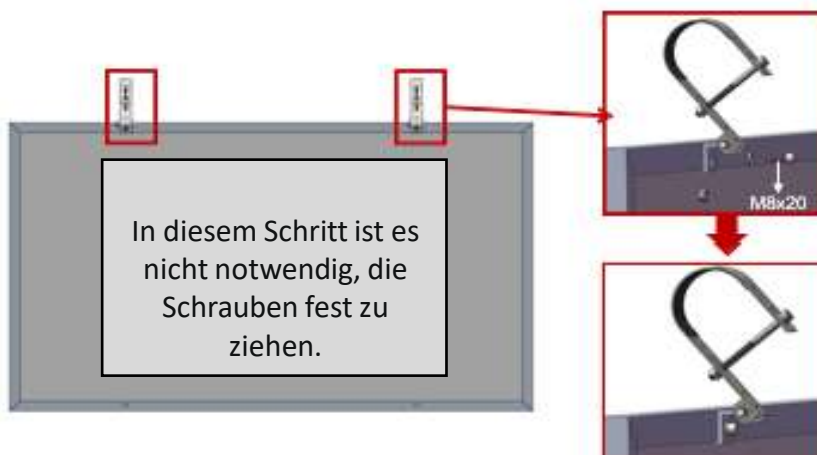 In diesem Schritt ist es
nicht notwendig, die
Schrauben fest zu
ziehen.
M8x20